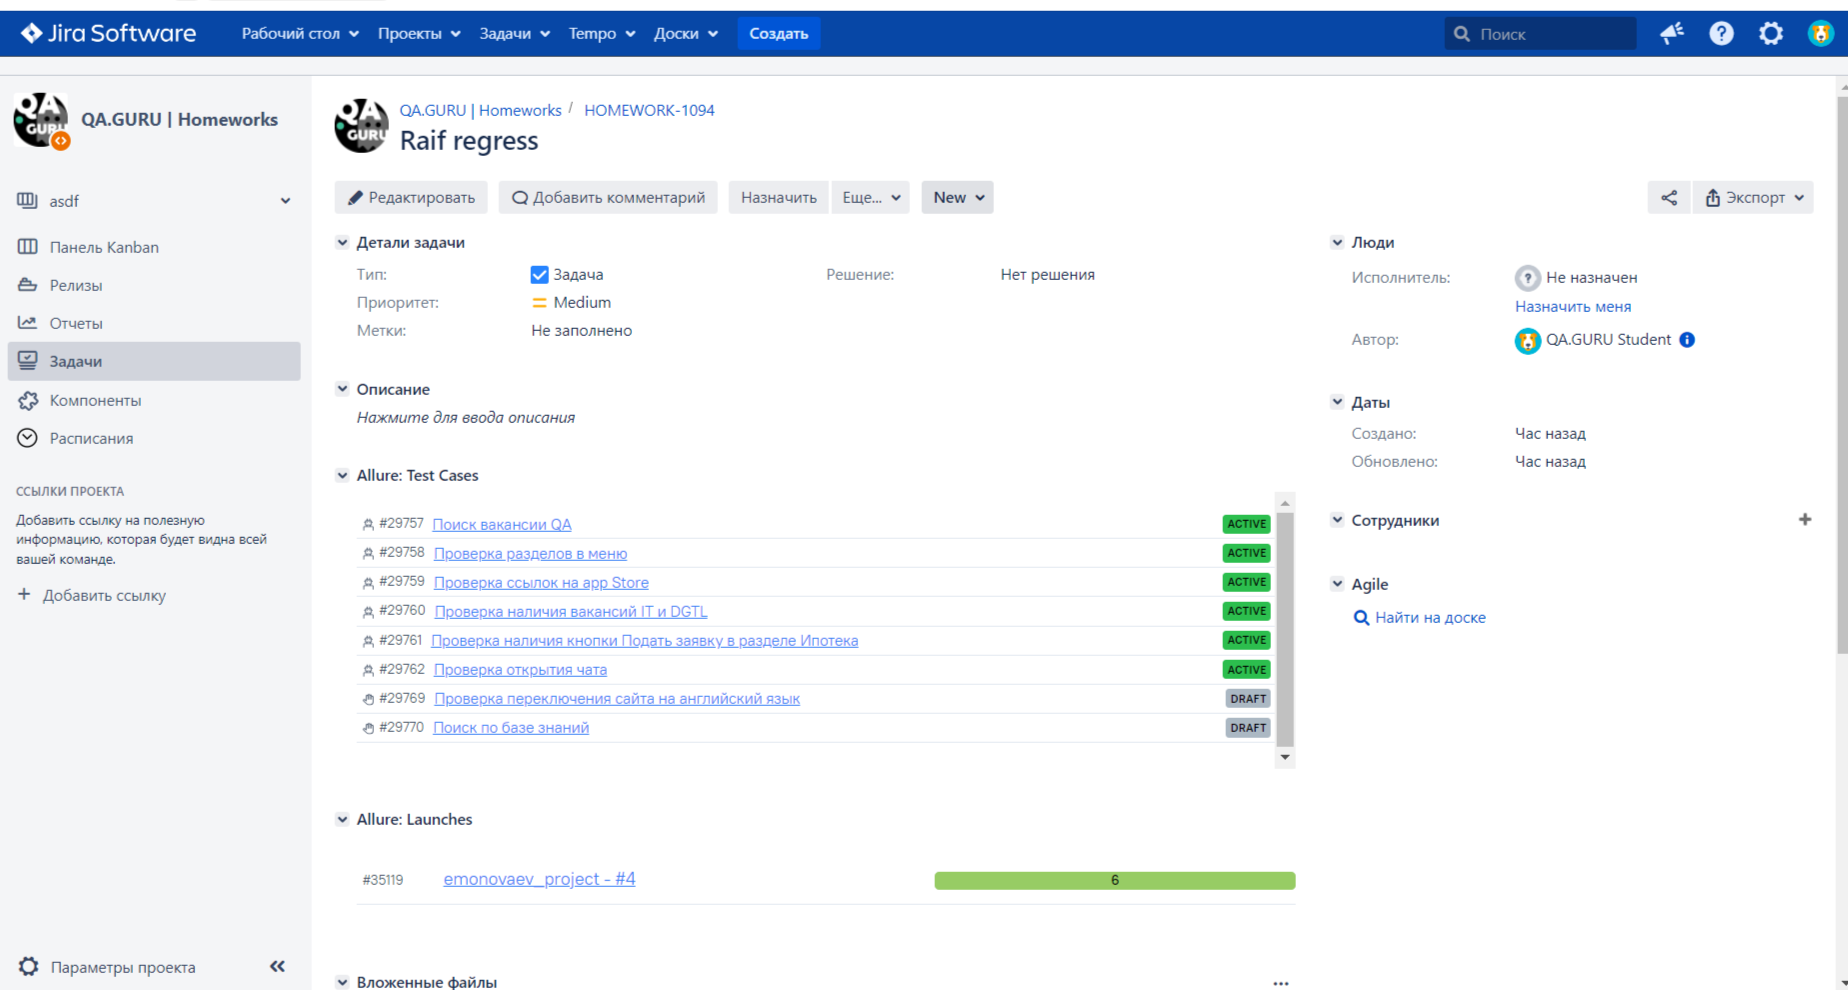 Jira Software
Рабочий стол Проекты Задачи Tempo Доски Создать Поиск
QA GURU QA.GURU | Homeworks
asdf
Панель Kanban
Релизы
Отчеты
Задачи
Компоненты
Расписания
ССЫЛКИ ПРОЕКТА
Добавить ссылку на полезную
информацию, которая будет видна всей
вашей команде.
+ Добавить ссылку
Параметры проекта
QA GURU
QA.GURU | Homeworks / HOMEWORK-1094
Raif regress
Редактировать Добавить комментарий Назначить Еще... New Экспорт
Детали задачи
Тип: Задача Решение: Нет решения
Приоритет: Medium
Метки: Не заполнено
Описание
Нажмите для ввода описания
Allure: Test Cases
#29757 Поиск вакансии QA ACTIVE
#29758 Проверка разделов в меню ACTIVE
#29759 Проверка ссылок на app Store ACTIVE
#29760 Проверка наличия вакансий IT и DGTL ACTIVE
#29761 Проверка наличия кнопки Подать заявку в разделе Ипотека ACTIVE
#29762 Проверка открытия чата ACTIVE
#29769 Проверка переключения сайта на английский язык DRAFT
#29770 Поиск по базе знаний DRAFT
Allure: Launches
#35119 emonovaev_project - #4 6
Вложенные файлы
Люди
Исполнитель: Не назначен
Назначить меня
Автор: QA.GURU Student
Даты
Создано: Час назад
Обновлено: Час назад
Сотрудники
Agile
Найти на доске